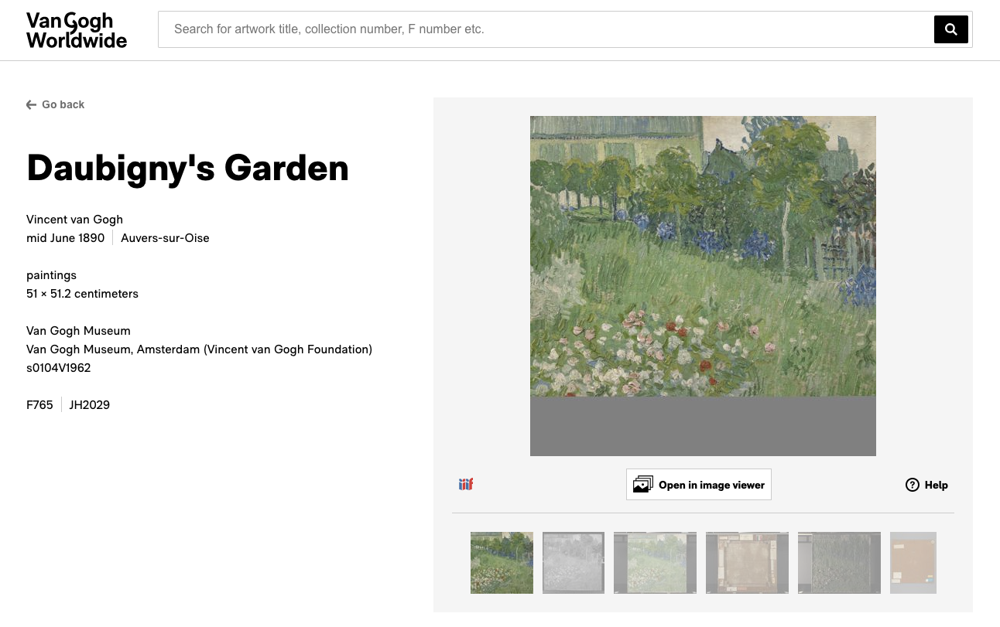 Van Gogh
Worldwide
Search for artwork title, collection number, F number etc.
Go back
Daubigny's Garden
Vincent van Gogh
mid June 1890 | Auvers-sur-Oise
paintings
51 × 51.2 centimeters
Van Gogh Museum
Van Gogh Museum, Amsterdam (Vincent van Gogh Foundation)
s0104V1962
F765 | JH2029
Open in image viewer
Help